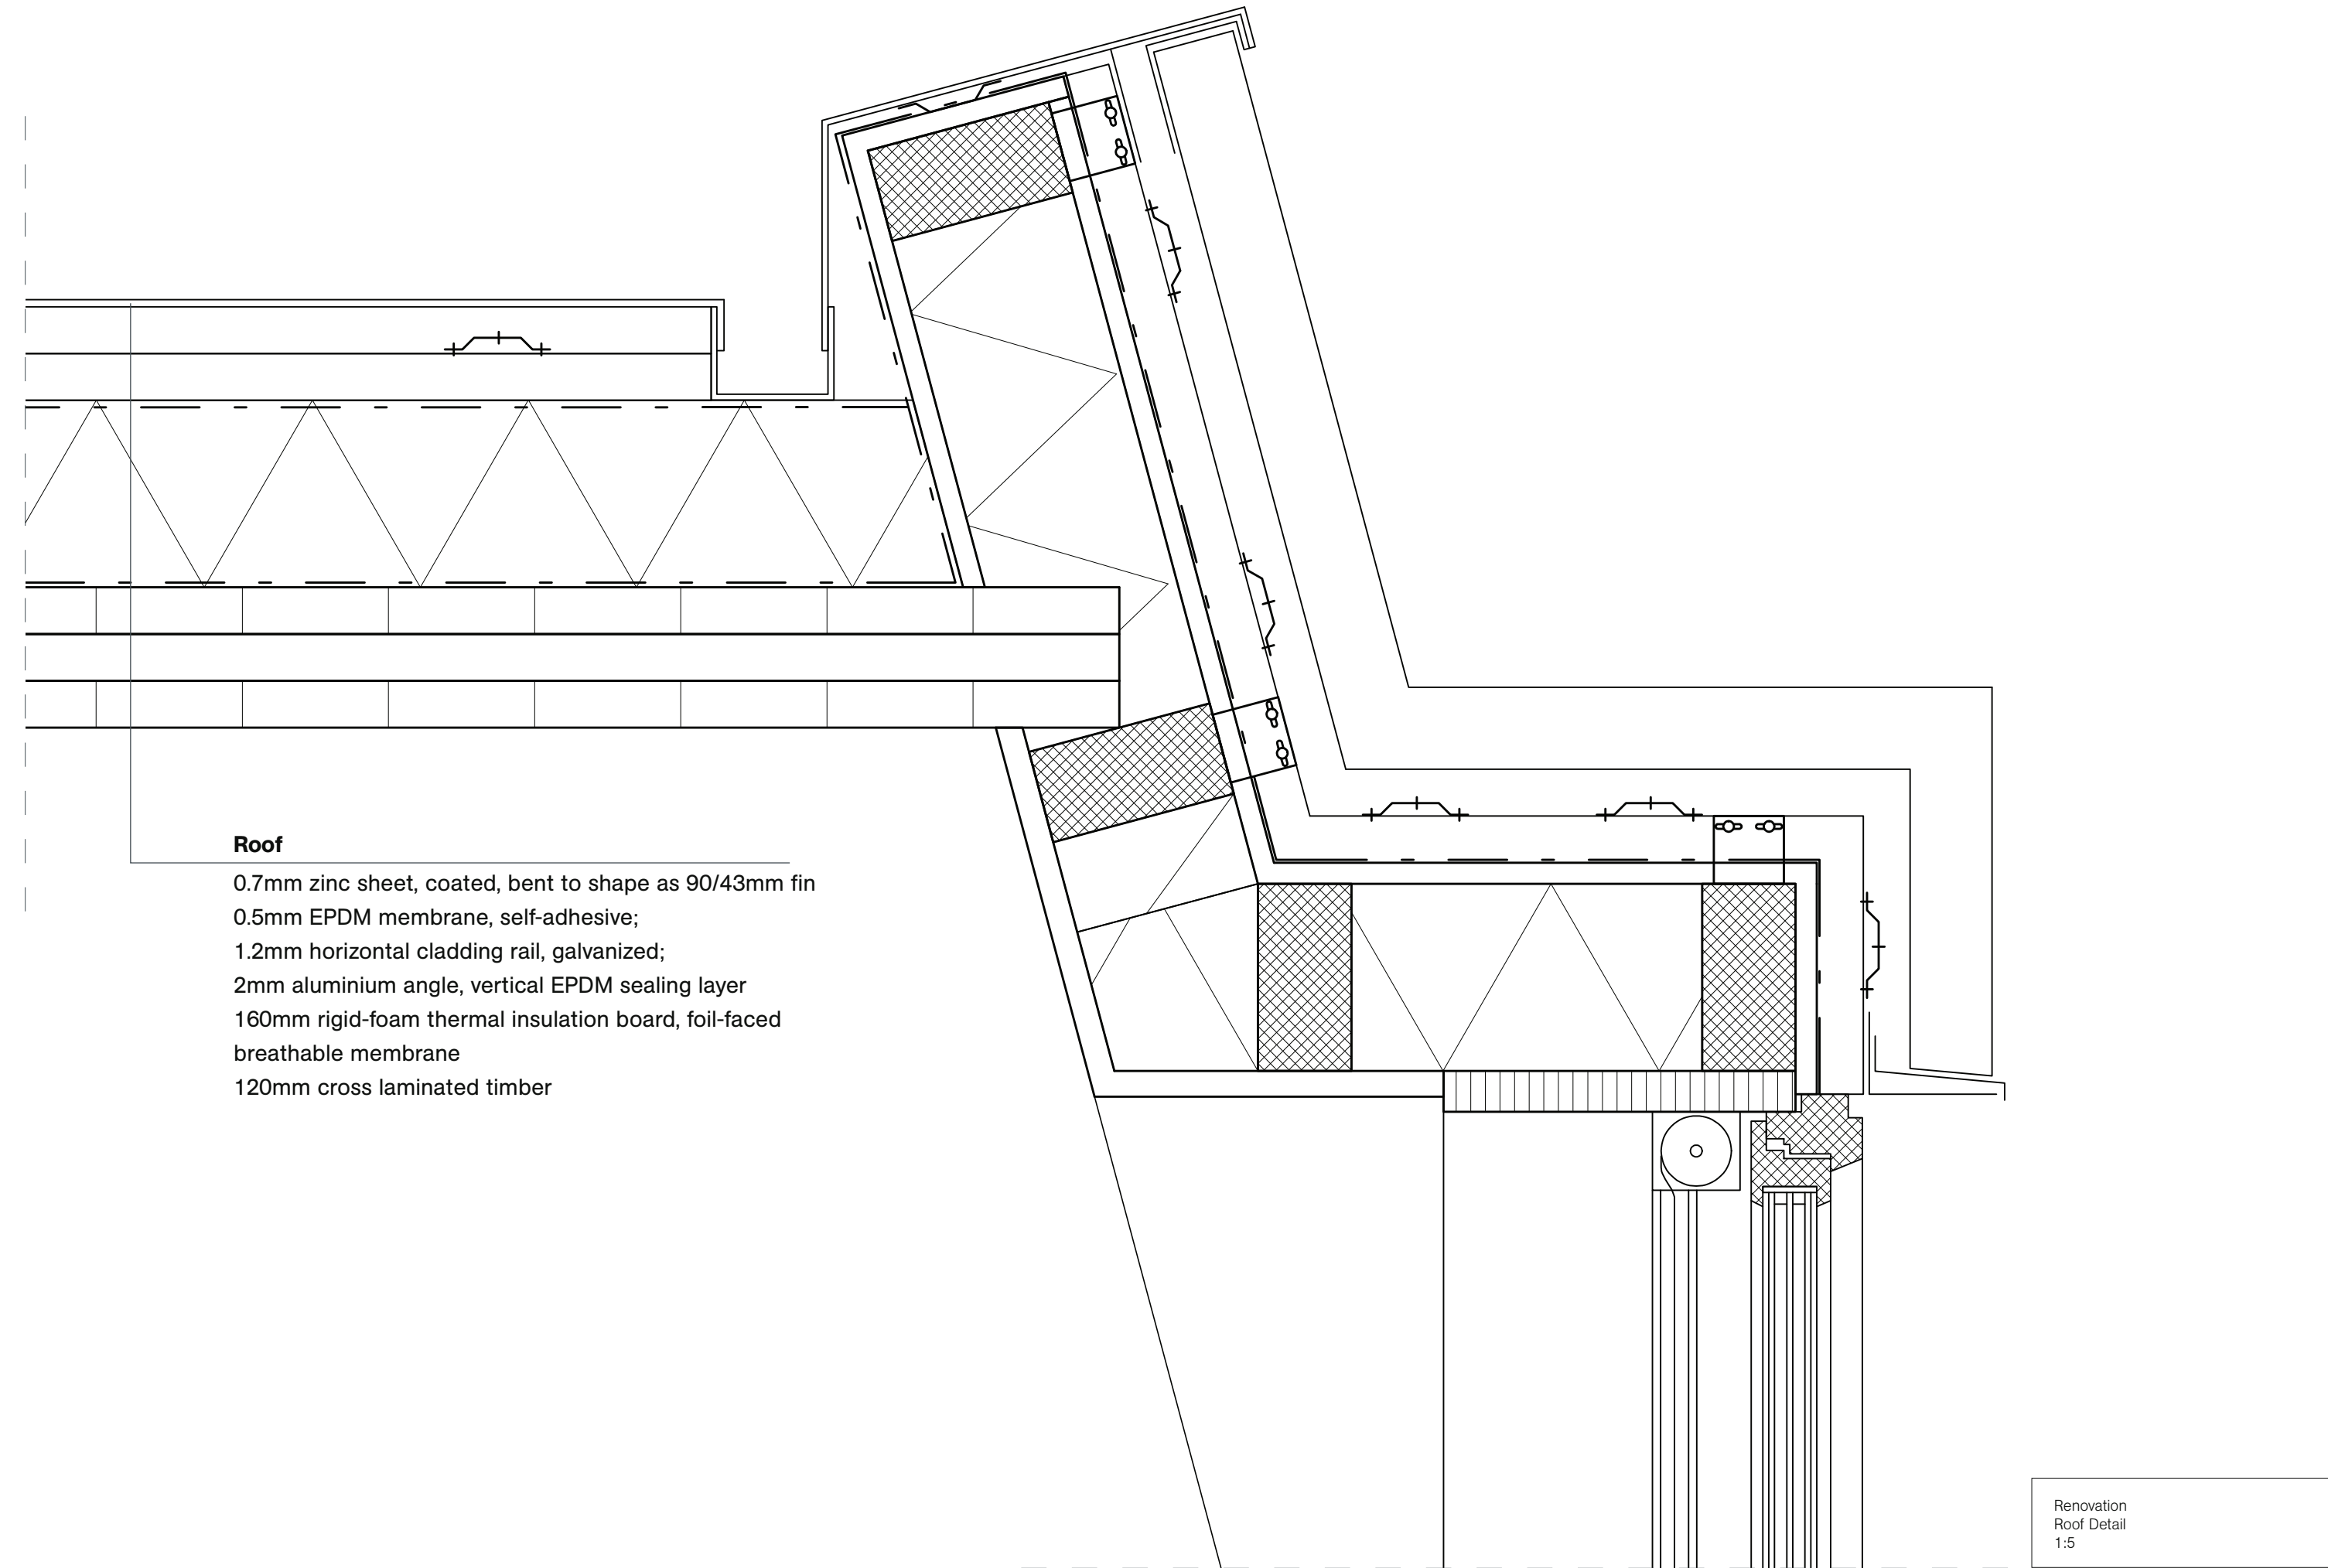 Roof
0.7mm zinc sheet, coated, bent to shape as 90/43mm fin
0.5mm EPDM membrane, self-adhesive;
1.2mm horizontal cladding rail, galvanized;
2mm aluminium angle, vertical EPDM sealing layer
160mm rigid-foam thermal insulation board, foil-faced
breathable membrane
120mm cross laminated timber
Renovation
Roof Detail
1:5